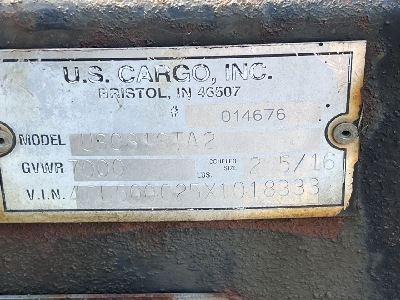 U.S. CARGO, INC.
BRISTOL, IN 46507
# 014676
MODEL
GVWR 7000 LBS. COUPLER SIZE 2 5/16
V.I.N.